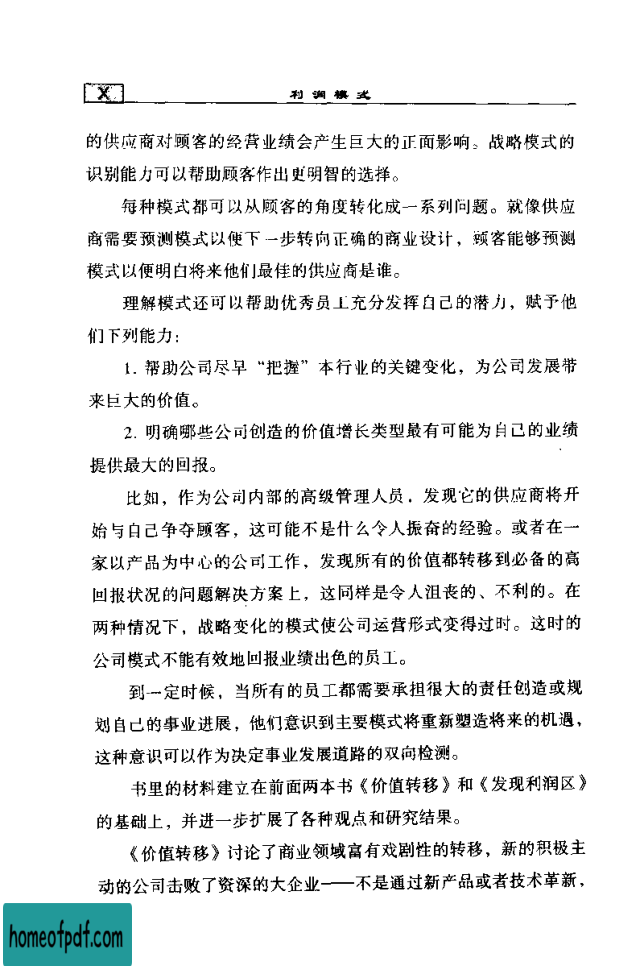 X 利润模式
的供应商对顾客的经营业绩会产生巨大的正面影响。战略模式的
识别能力可以帮助顾客作出更明智的选择。
每种模式都可以从顾客的角度转化成一系列问题。就像供应
商需要预测模式以便下一步转向正确的商业设计，顾客能够预测
模式以便明白将来他们最佳的供应商是谁。
理解模式还可以帮助优秀员工充分发挥自己的潜力，赋予他
们下列能力：
1. 帮助公司尽早“把握”本行业的关键变化，为公司发展带
来巨大的价值。
2. 明确哪些公司创造的价值增长类型最有可能为自己的业绩
提供最大的回报。
比如，作为公司内部的高级管理人员，发现它的供应商将开
始与自己争夺顾客，这可能不是什么令人振奋的经验。或者在一
家以产品为中心的公司工作，发现所有的价值都转移到必备的高
回报状况的问题解决方案上，这同样是令人沮丧的、不利的。在
两种情况下，战略变化的模式使公司运营形式变得过时。这时的
公司模式不能有效地回报业绩出色的员工。
到一定时候，当所有的员工都需要承担很大的责任创造或规
划自己的事业进展，他们意识到主要模式将重新塑造将来的机遇，
这种意识可以作为决定事业发展道路的双向检测。
书里的材料建立在前面两本书《价值转移》和《发现利润区》
的基础上，并进一步扩展了各种观点和研究结果。
《价值转移》讨论了商业领域富有戏剧性的转移，新的积极主
动的公司击败了资深的大企业——不是通过新产品或者技术革新，
homeofpdf.com